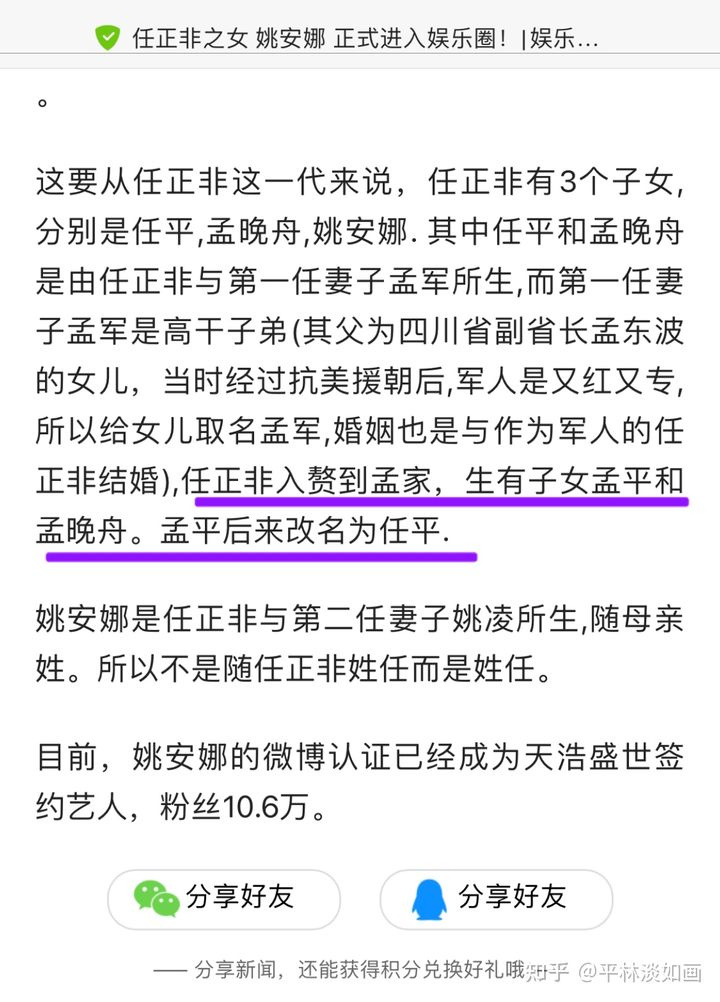 任正非之女 姚安娜 正式进入娱乐圈！|娱乐...
。
这要从任正非这一代来说，任正非有3个子女,
分别是任平,孟晚舟,姚安娜. 其中任平和孟晚舟
是由任正非与第一任妻子孟军所生,而第一任妻
子孟军是高干子弟(其父为四川省副省长孟东波
的女儿，当时经过抗美援朝后,军人是又红又专,
所以给女儿取名孟军,婚姻也是与作为军人的任
正非结婚),任正非入赘到孟家，生有子女孟平和
孟晚舟。孟平后来改名为任平.
姚安娜是任正非与第二任妻子姚凌所生,随母亲
姓。所以不是随任正非姓任而是姓任。
目前，姚安娜的微博认证已经成为天浩盛世签
约艺人，粉丝10.6万。
分享好友 分享好友
—— 分享新闻，还能获得积分兑换好礼哦
知乎 @平林淡如画